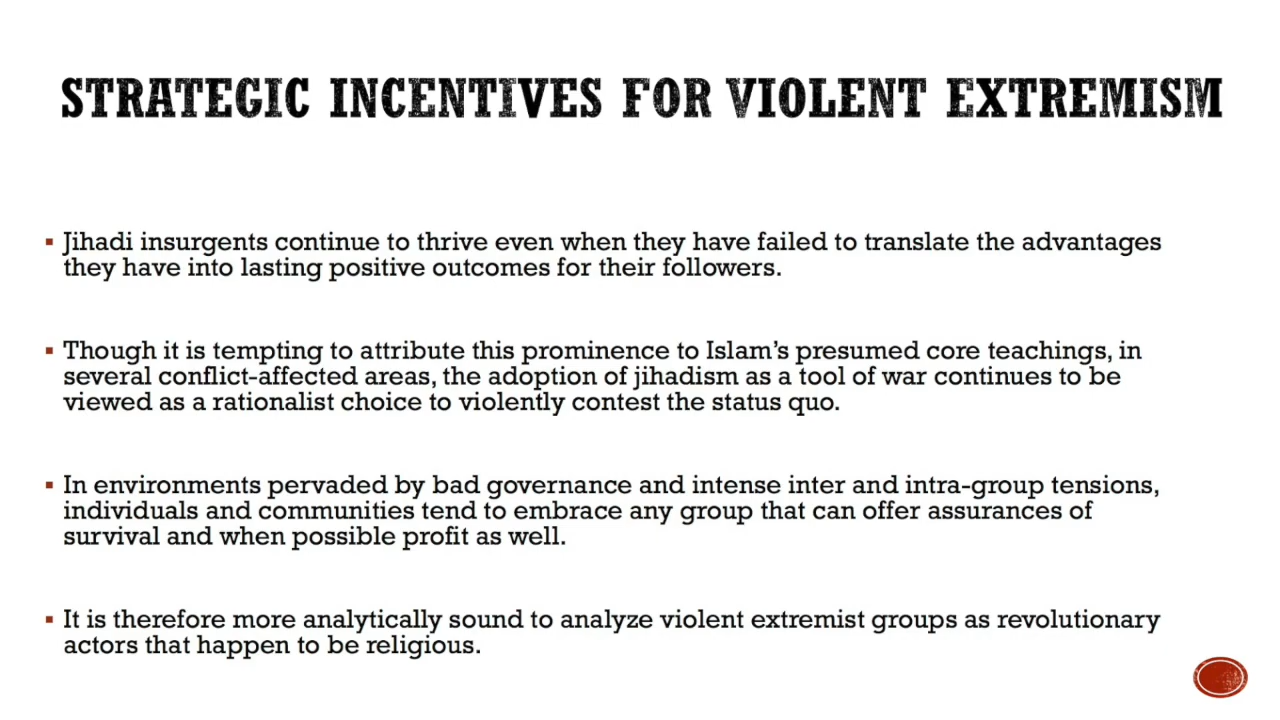 STRATEGIC INCENTIVES FOR VIOLENT EXTREMISM
▪ Jihadi insurgents continue to thrive even when they have failed to translate the advantages
they have into lasting positive outcomes for their followers.
▪ Though it is tempting to attribute this prominence to Islam’s presumed core teachings, in
several conflict-affected areas, the adoption of jihadism as a tool of war continues to be
viewed as a rationalist choice to violently contest the status quo.
▪ In environments pervaded by bad governance and intense inter and intra-group tensions,
individuals and communities tend to embrace any group that can offer assurances of
survival and when possible profit as well.
▪ It is therefore more analytically sound to analyze violent extremist groups as revolutionary
actors that happen to be religious.